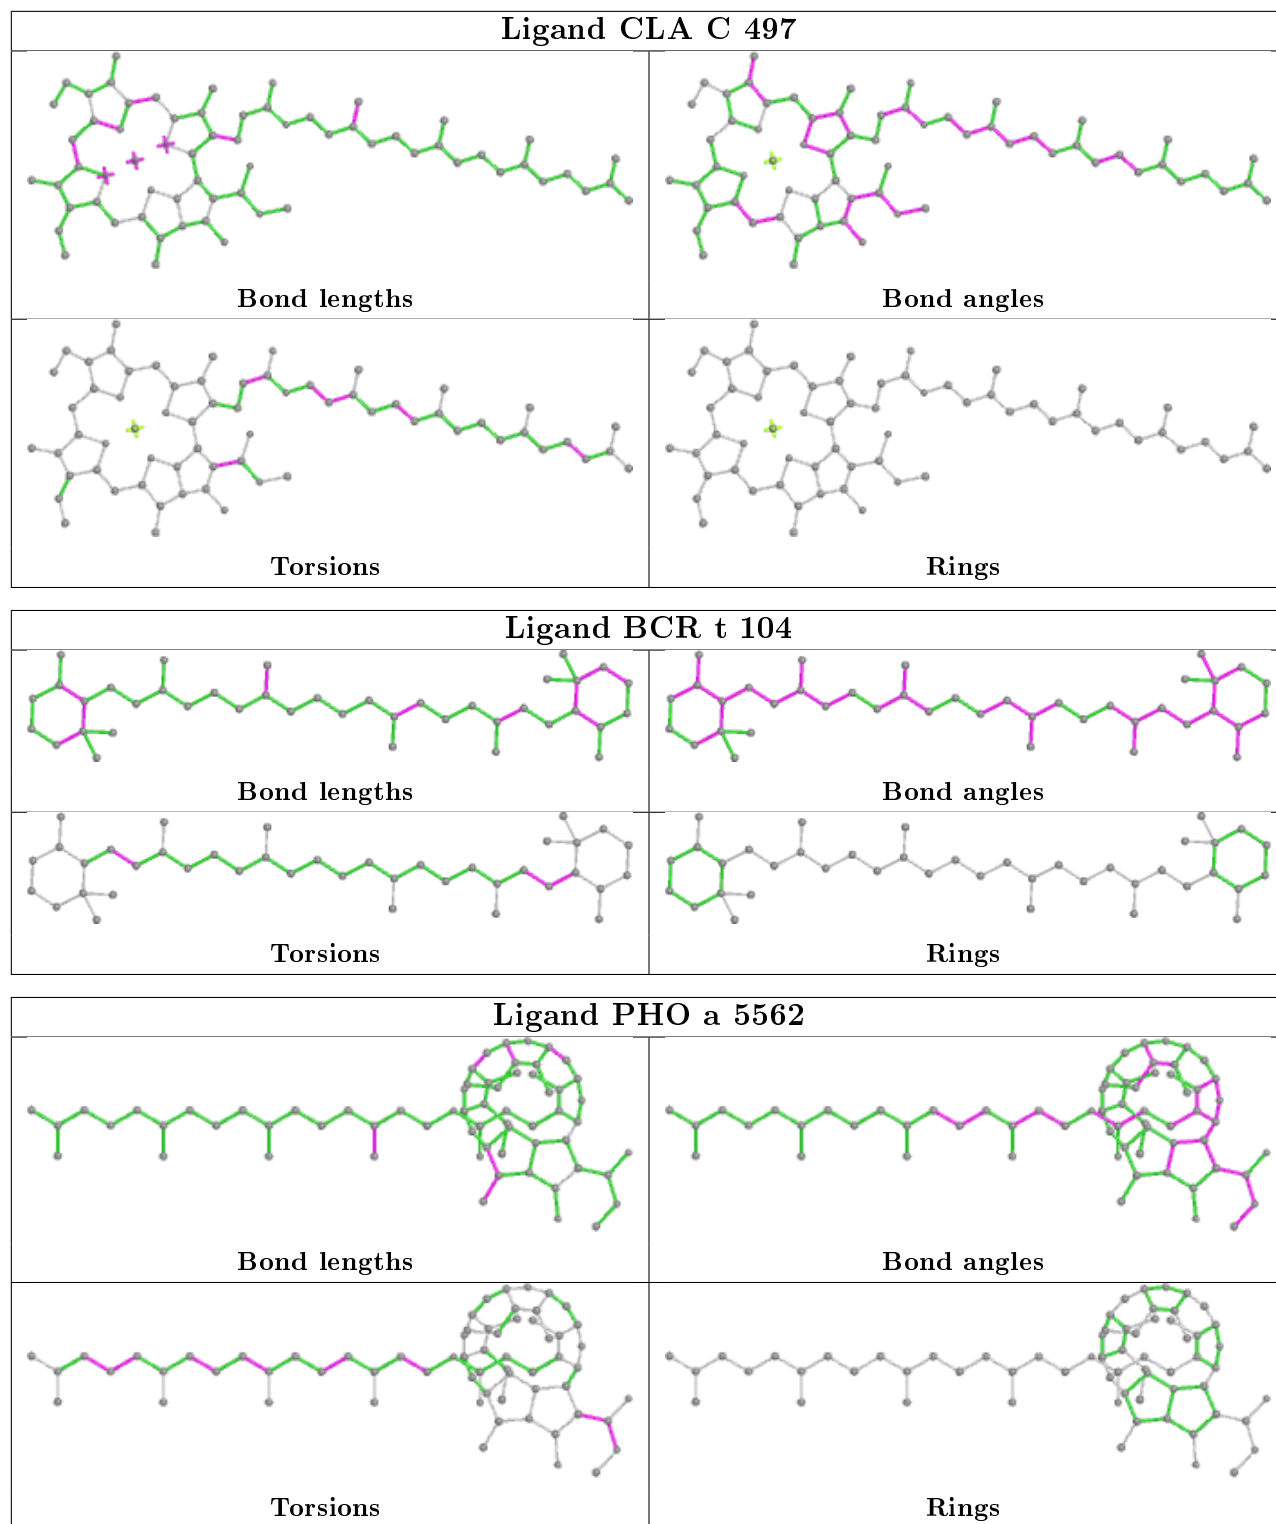 Ligand CLA C 497
Bond lengths
Bond angles
Torsions
Rings
Ligand BCR t 104
Bond lengths
Bond angles
Torsions
Rings
Ligand PHO a 5562
Bond lengths
Bond angles
Torsions
Rings